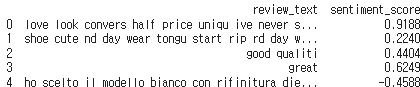 review_text sentiment_score
0 love look convers half price uniqu ive never s... 0.9188
1 shoe cute nd day wear tongu start rip rd day w... 0.2240
2 good qualiti 0.4404
3 great 0.6249
4 ho scelto il modello bianco con rifinitura die... -0.4588